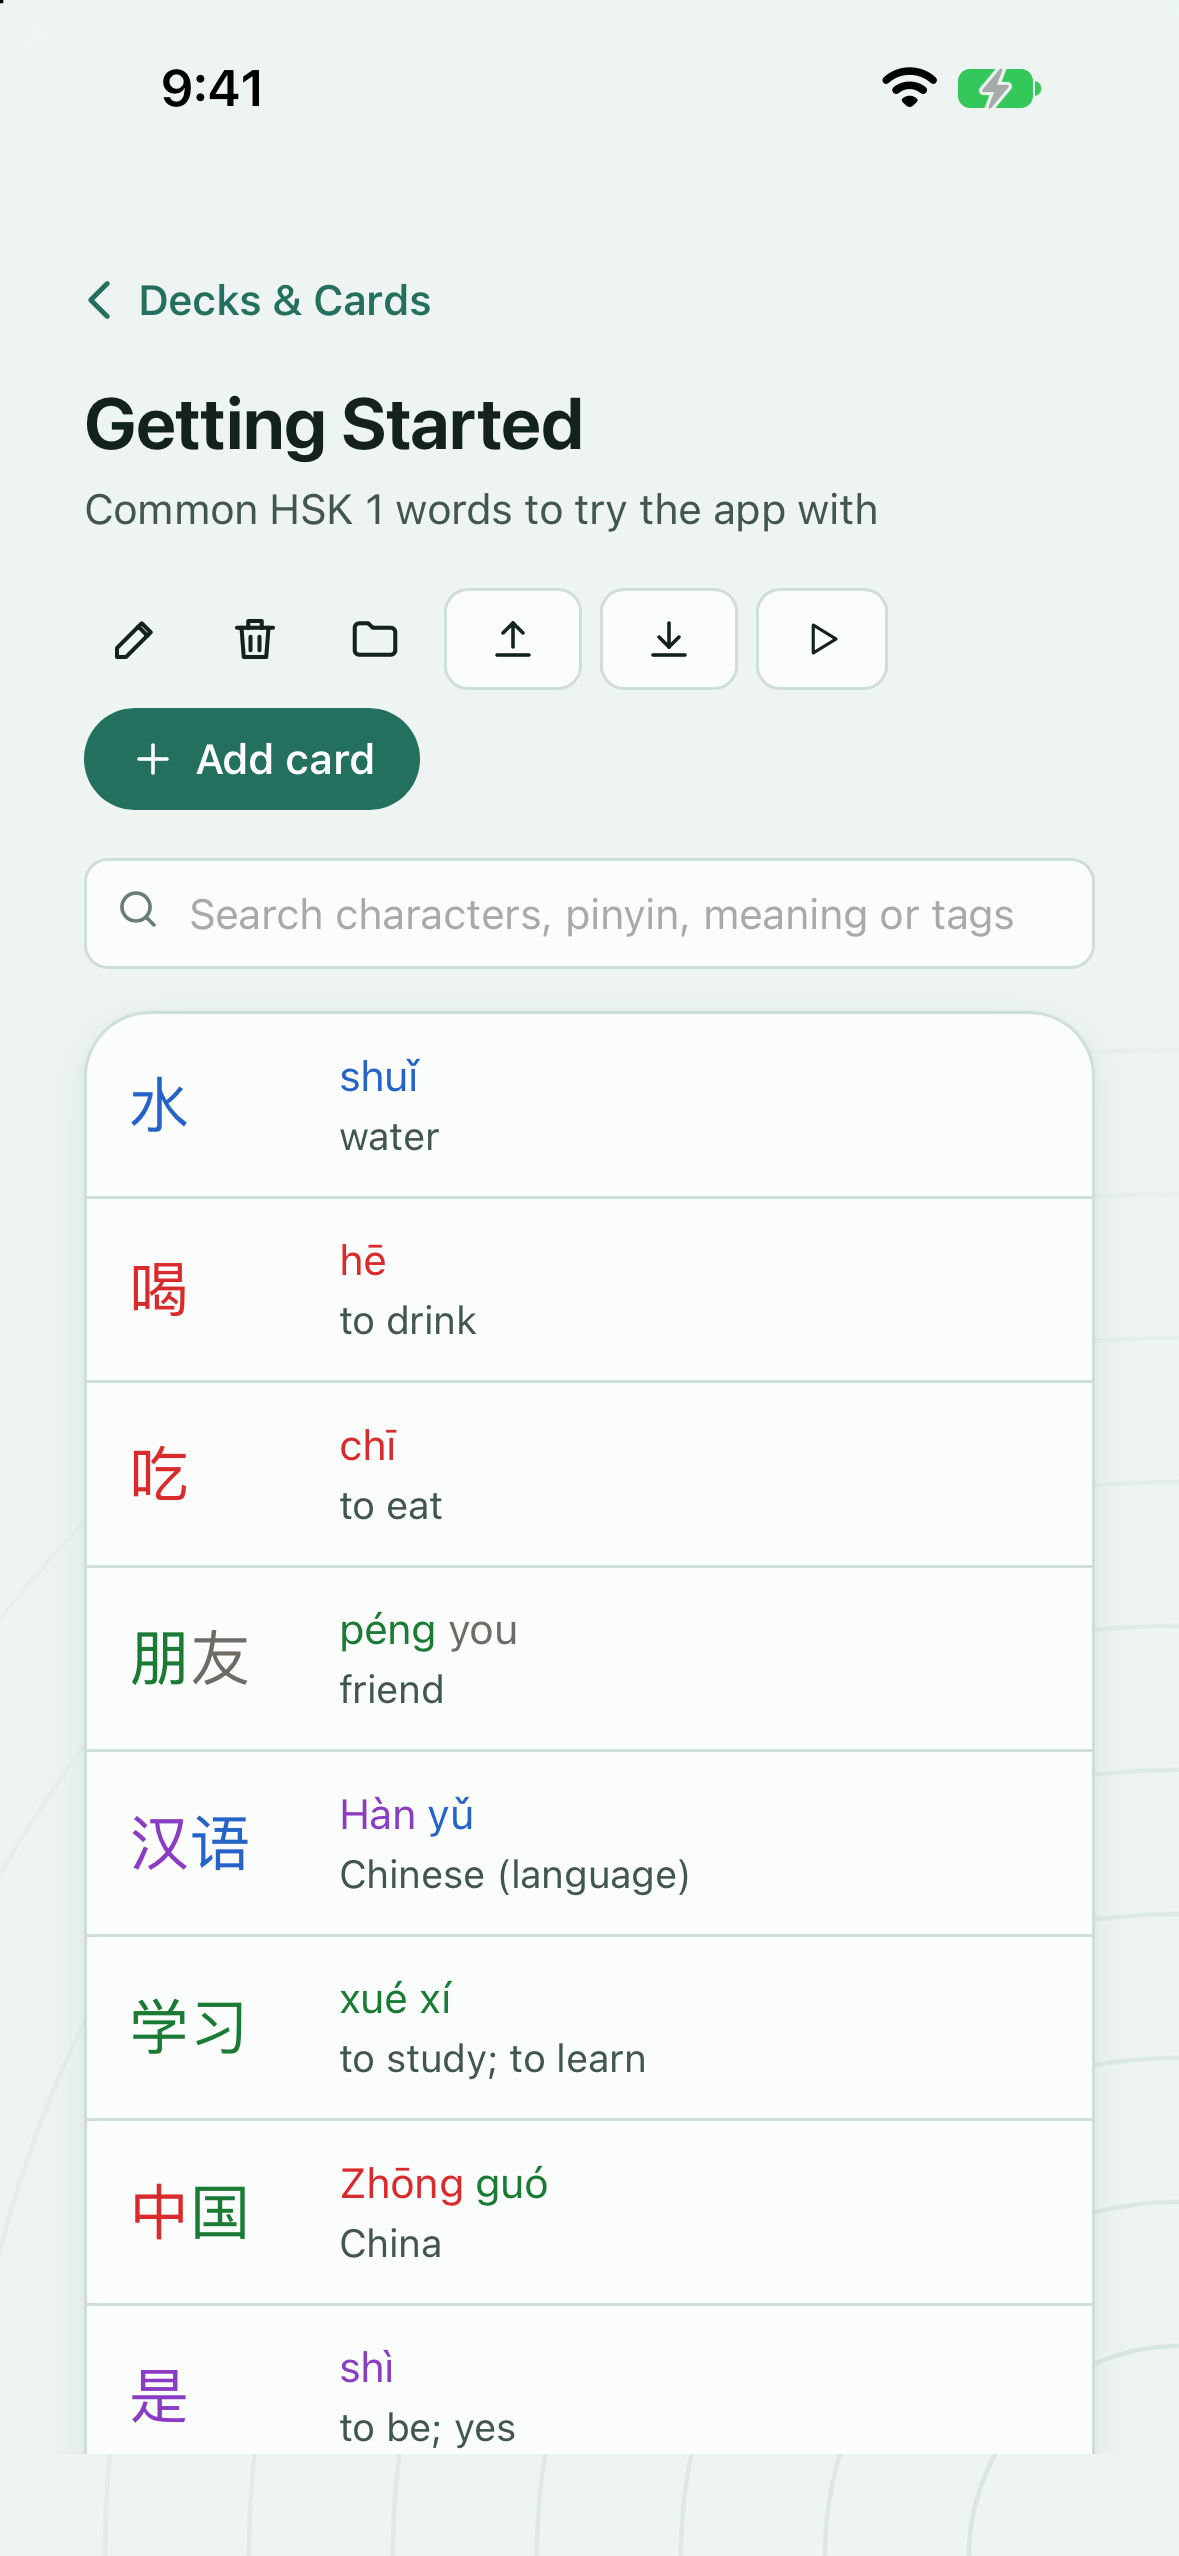 9:41
Decks & Cards
Getting Started
Common HSK 1 words to try the app with
Add card
Search characters, pinyin, meaning or tags
水
shuǐ
water
喝
hē
to drink
吃
chī
to eat
朋友
péng you
friend
汉语
Hàn yǔ
Chinese (language)
学习
xué xí
to study; to learn
中国
Zhōng guó
China
是
shì
to be; yes